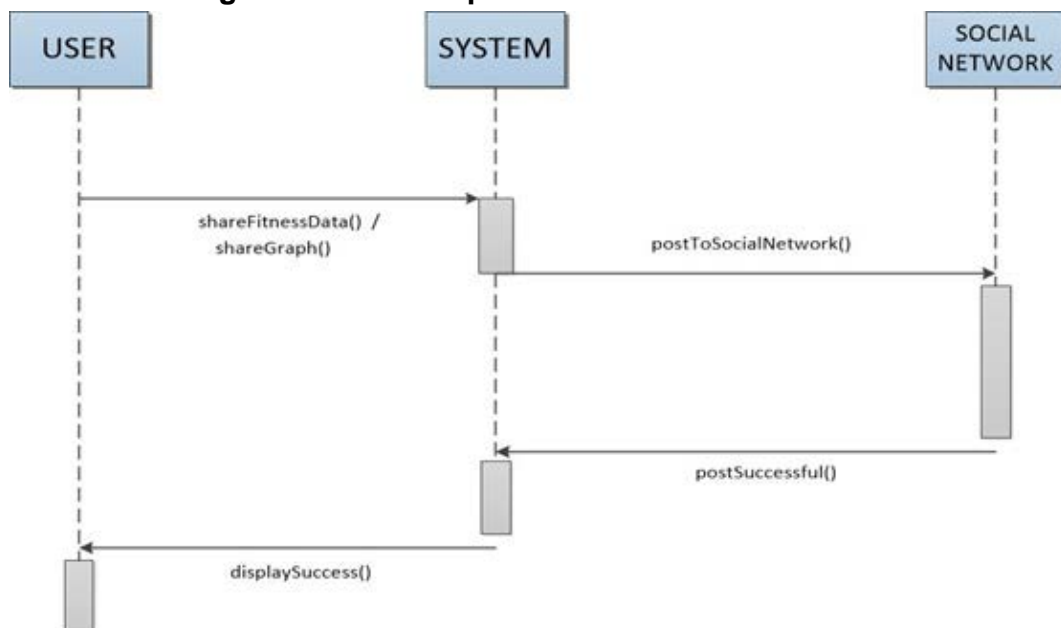 USER
SYSTEM
SOCIAL
NETWORK
shareFitnessData() /
shareGraph()
postToSocialNetwork()
postSuccessful()
displaySuccess()